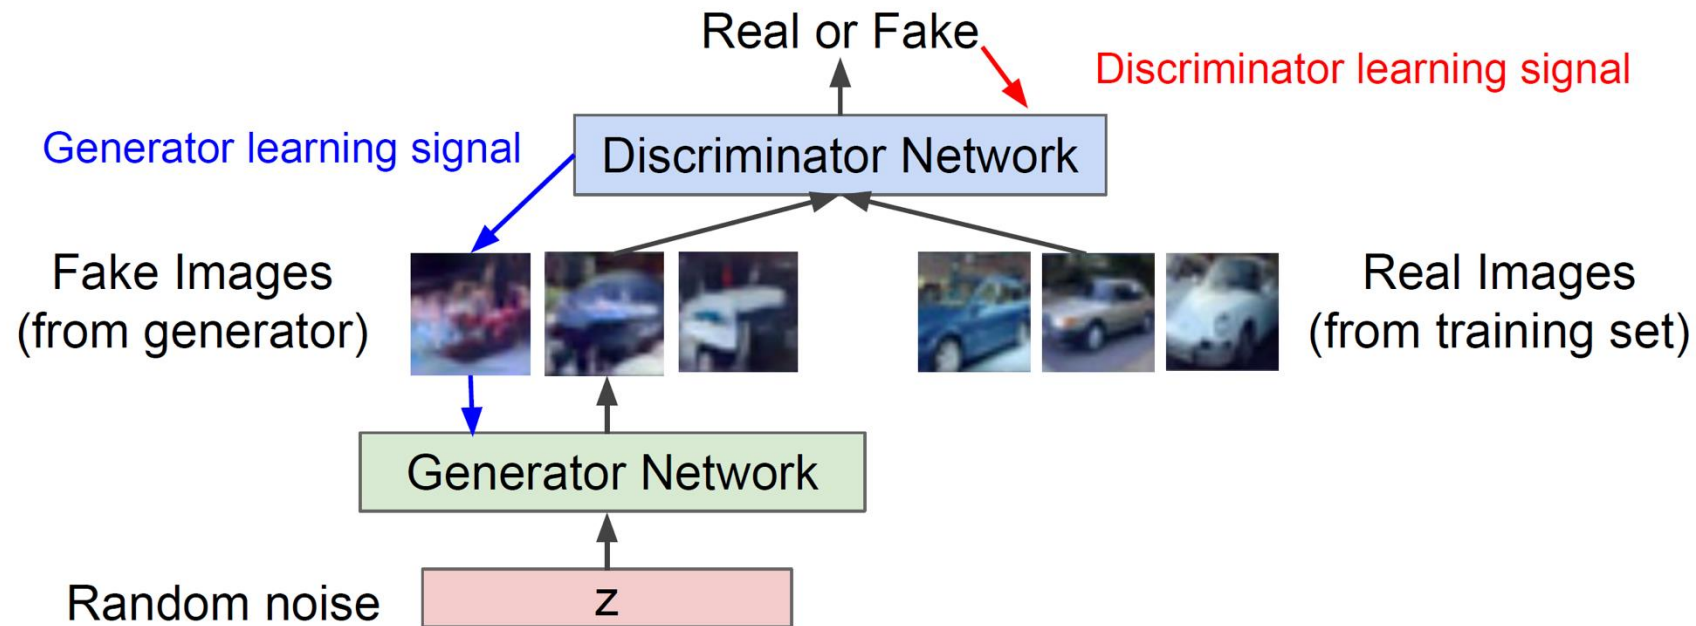 Real or Fake
Discriminator learning signal
Generator learning signal
Discriminator Network
Fake Images
(from generator)
Real Images
(from training set)
Generator Network
Random noise
z